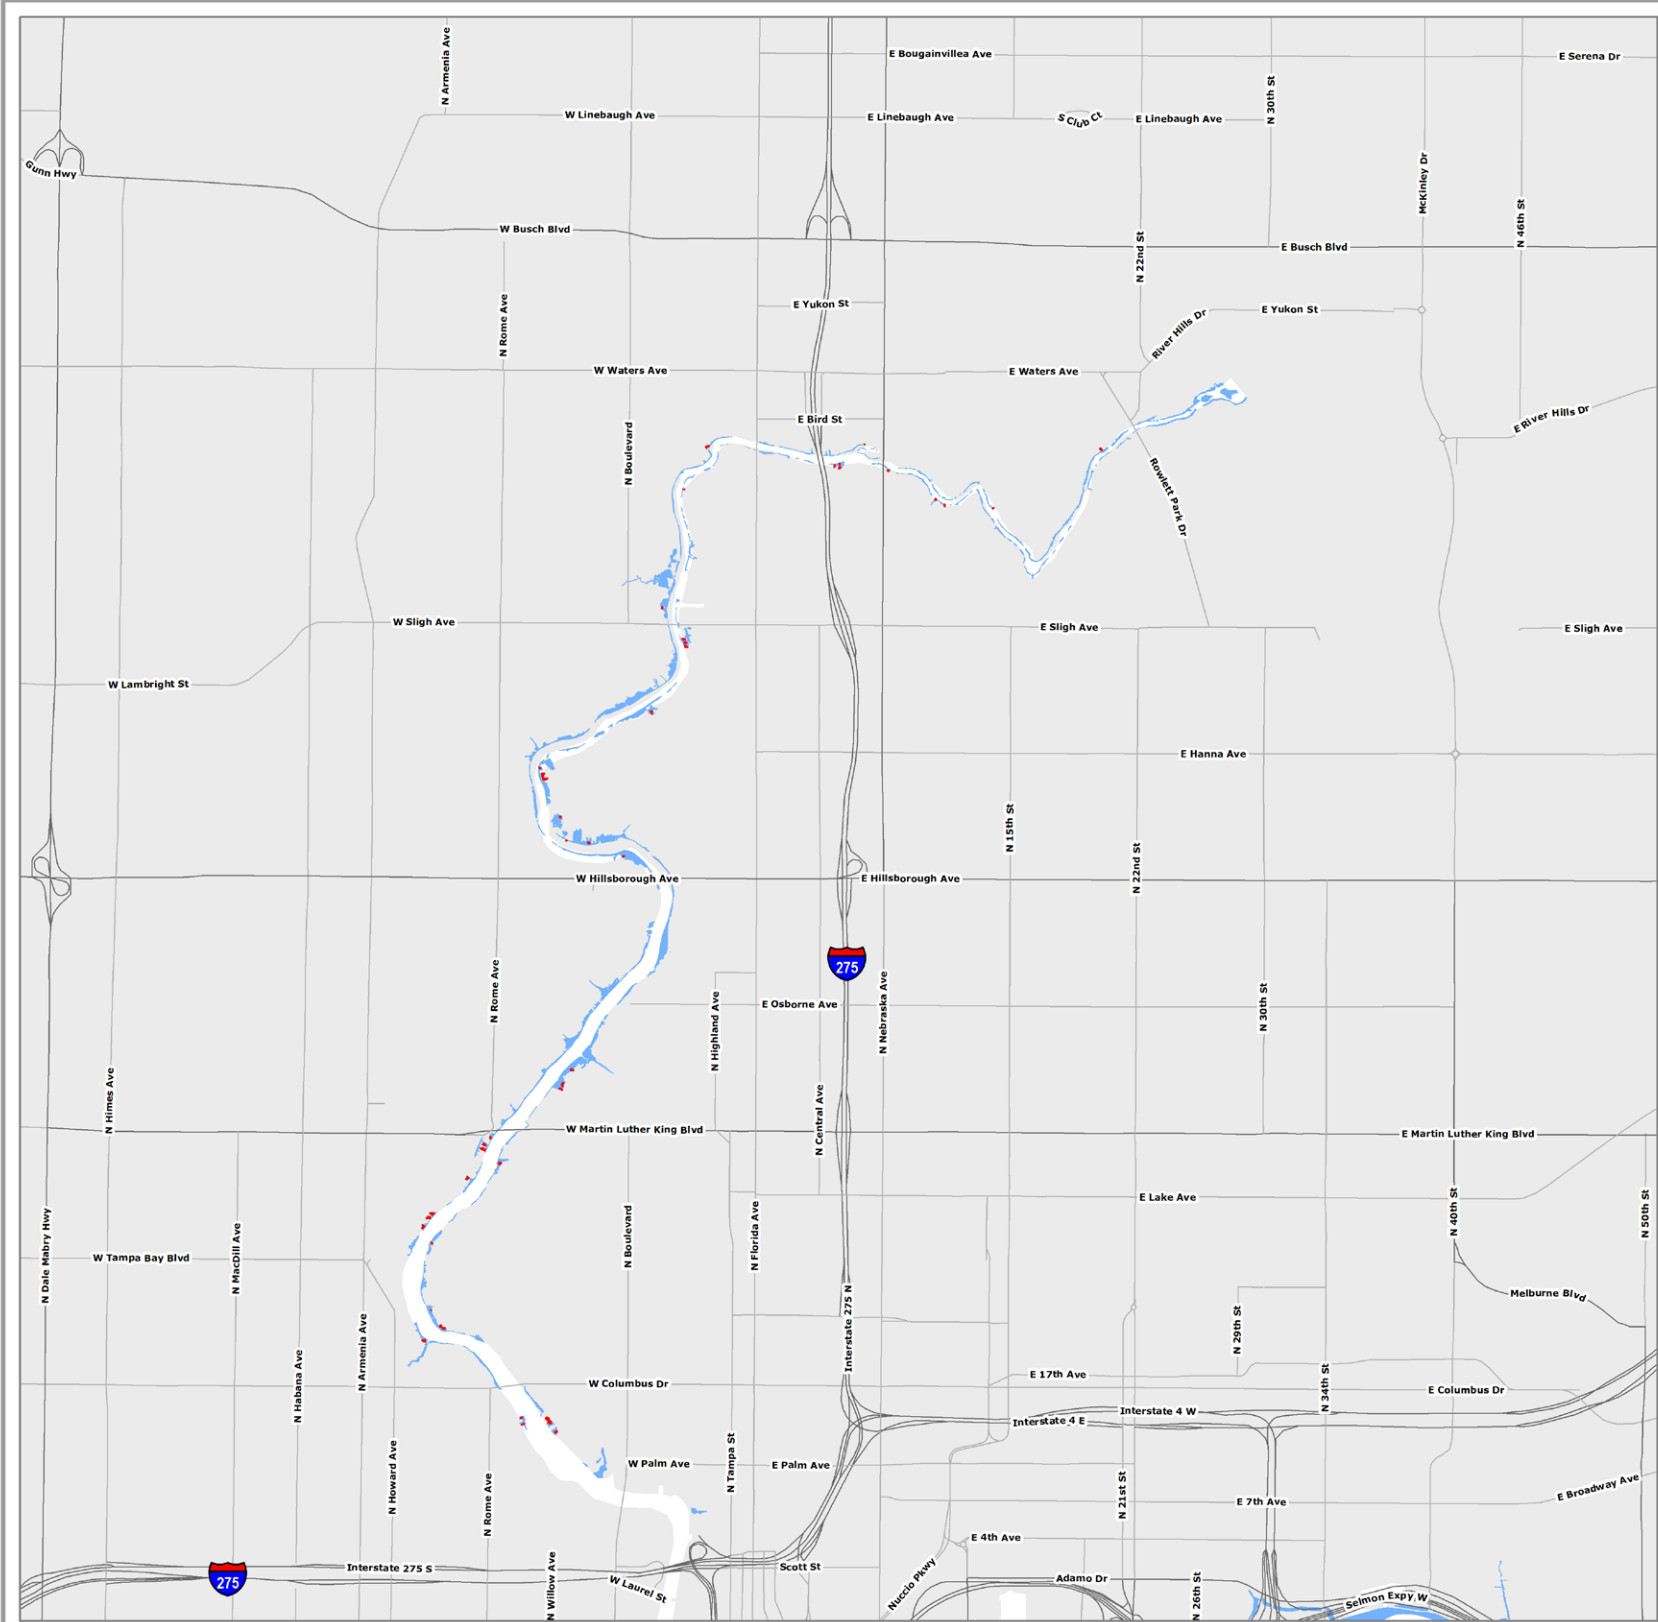 N Armenia Ave
E Bougainvillea Ave
E Serena Dr
W Linebaugh Ave
E Linebaugh Ave
S Club Ct
E Linebaugh Ave
N 30th St
Gunn Hwy
McKinley Dr
N 46th St
W Busch Blvd
N 22nd St
E Busch Blvd
N Rome Ave
E Yukon St
River Hills Dr
E Yukon St
W Waters Ave
E Waters Ave
N Boulevard
E Bird St
E River Hills Dr
Rowlett Park Dr
W Sligh Ave
E Sligh Ave
E Sligh Ave
W Lambright St
E Hanna Ave
N 15th St
N 22nd St
W Hillsborough Ave
E Hillsborough Ave
275
N Rome Ave
N Highland Ave
E Osborne Ave
N Nebraska Ave
N 30th St
N Himes Ave
N Central Ave
W Martin Luther King Blvd
E Martin Luther King Blvd
E Lake Ave
N Dale Mabry Hwy
N MacDill Ave
W Tampa Bay Blvd
N Boulevard
N Florida Ave
N 40th St
N 50th St
Melburne Blvd
Interstate 275 N
N 29th St
N Habana Ave
N Armenia Ave
W Columbus Dr
E 17th Ave
N 34th St
E Columbus Dr
Interstate 4 W
Interstate 4 E
N Howard Ave
N Rome Ave
W Palm Ave
N Tampa St
E Palm Ave
N 21st St
E 7th Ave
E Broadway Ave
E 4th Ave
275
Interstate 275 S
N Willow Ave
W Laurel St
Scott St
Nuccio Pkwy
Adamo Dr
N 26th St
Selmon Expy W